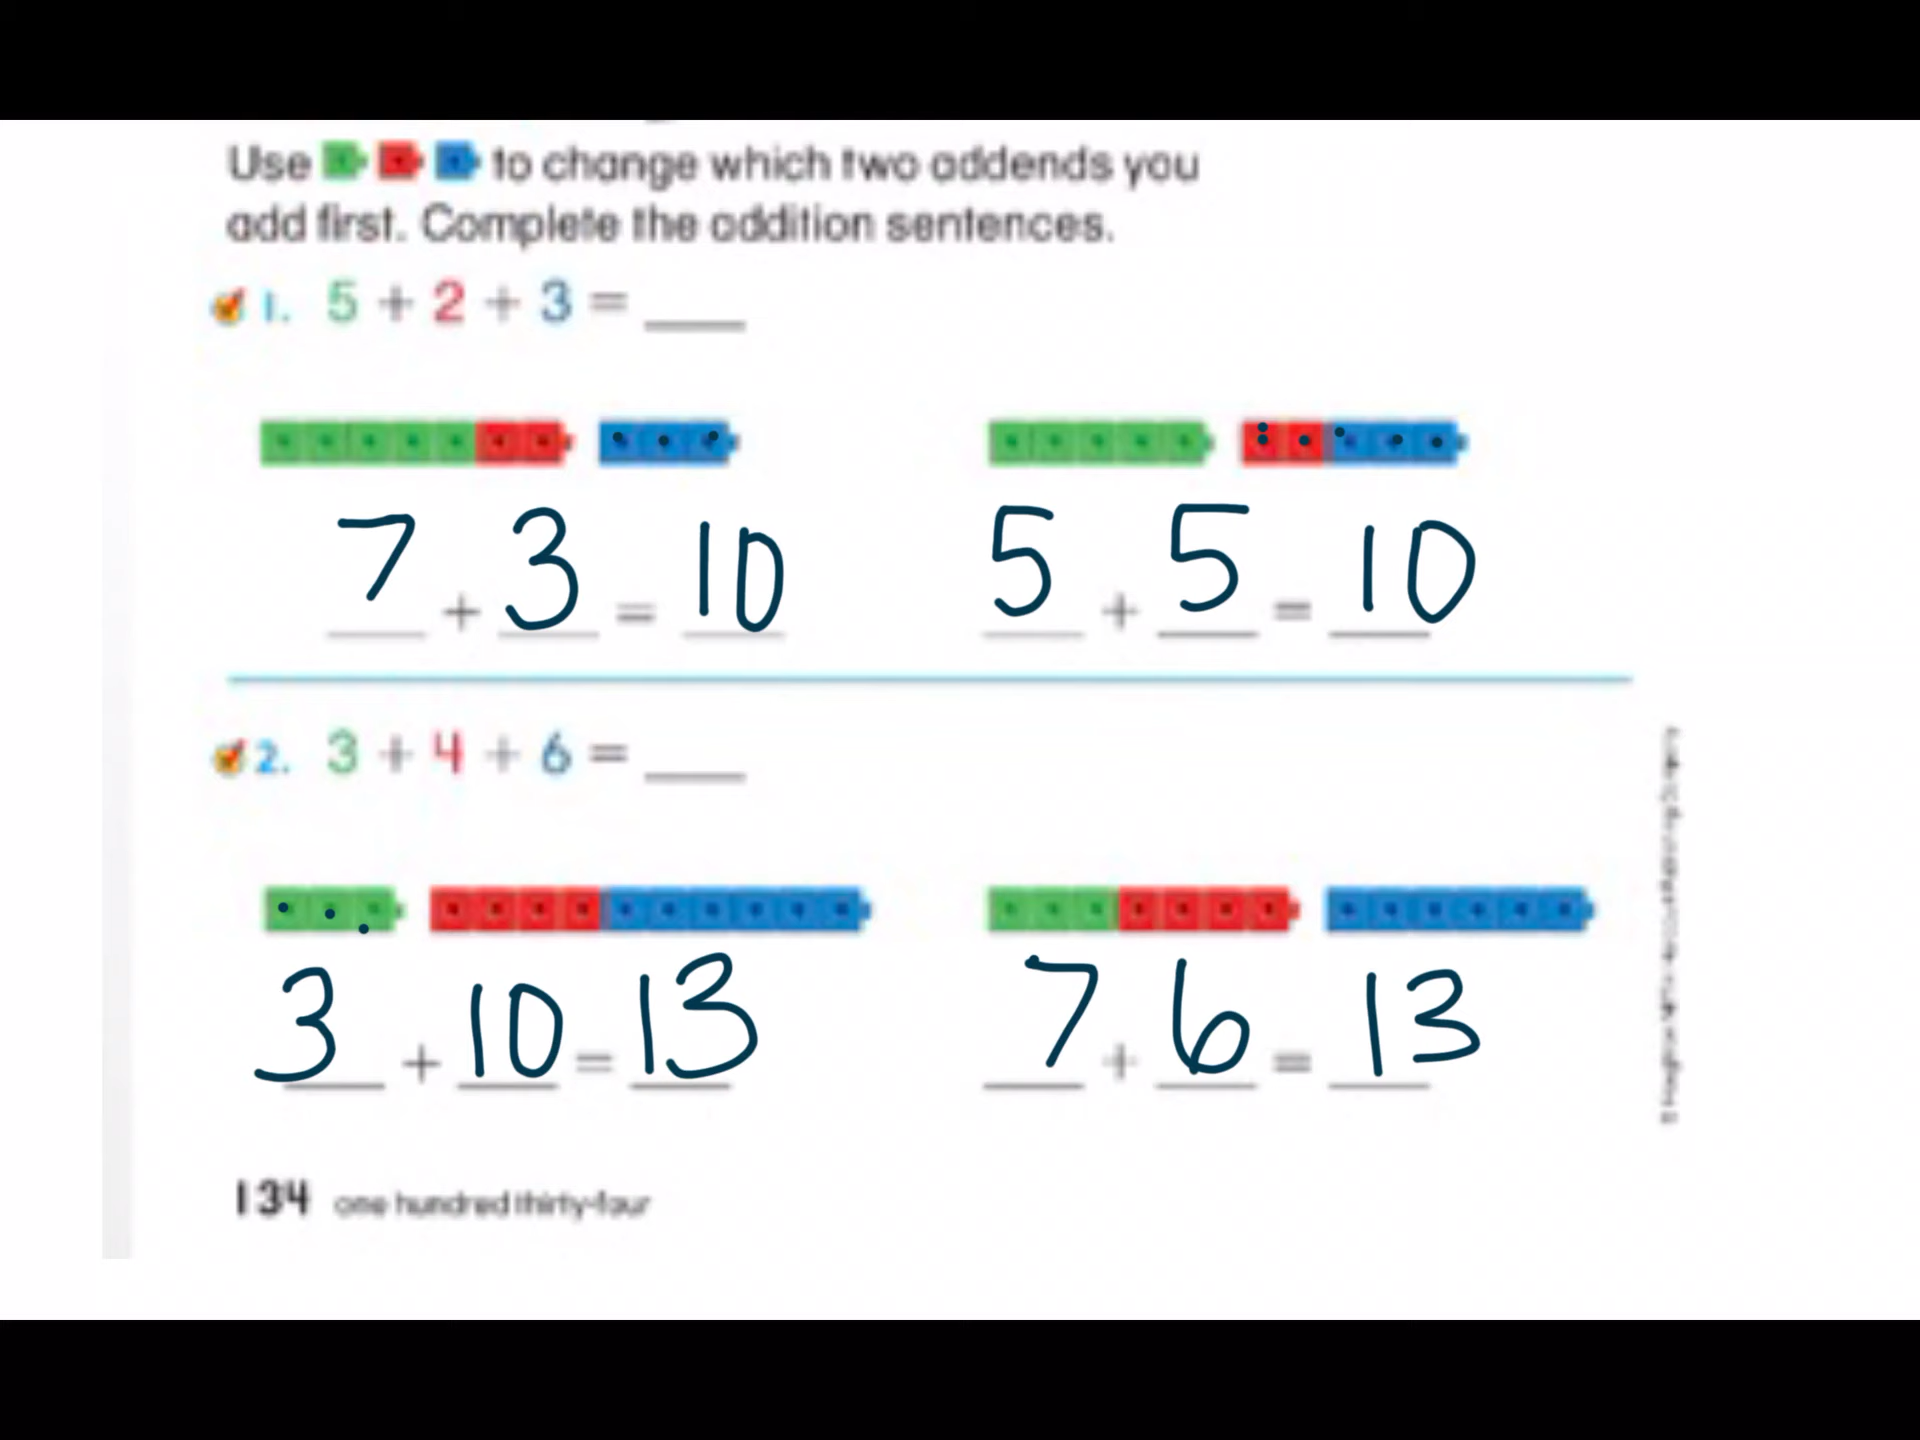 Use to change which two addends you
add first. Complete the addition sentences.
1. 5 + 2 + 3 = ___
7 + 3 = 10
5 + 5 = 10
2. 3 + 4 + 6 = ___
3 + 10 = 13
7 + 6 = 13
134 one hundred thirty-four